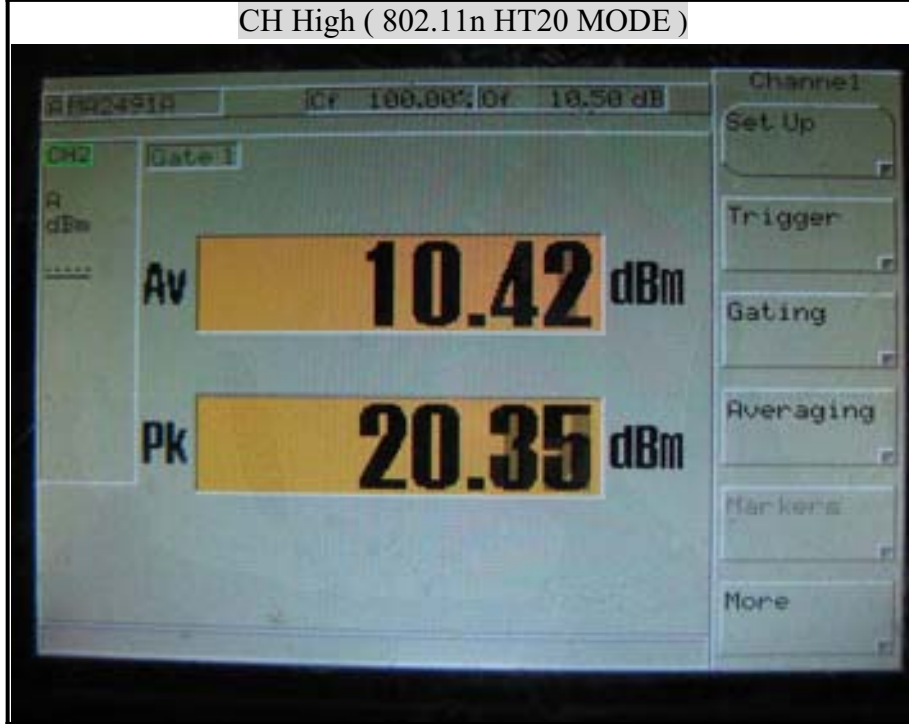 CH High ( 802.11n HT20 MODE )
Channel
Cf 100.00% Of 10.50 dB
Set Up
CH2
Gate 1
A
dBm
-----
Trigger
Av 10.42 dBm
Gating
Pk 20.35 dBm
Averaging
Markers
More